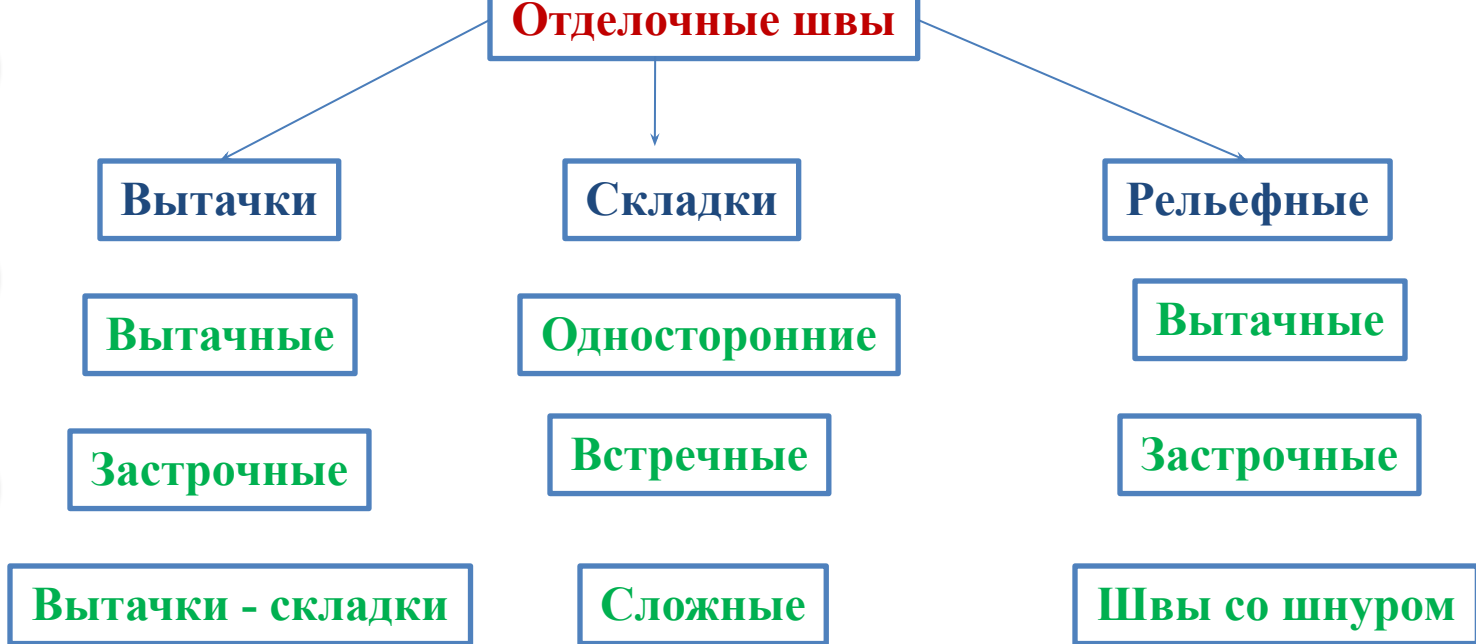 Отделочные швы
Вытачки
Складки
Рельефные
Вытачные
Односторонние
Вытачные
Застрочные
Встречные
Застрочные
Вытачки - складки
Сложные
Швы со шнуром